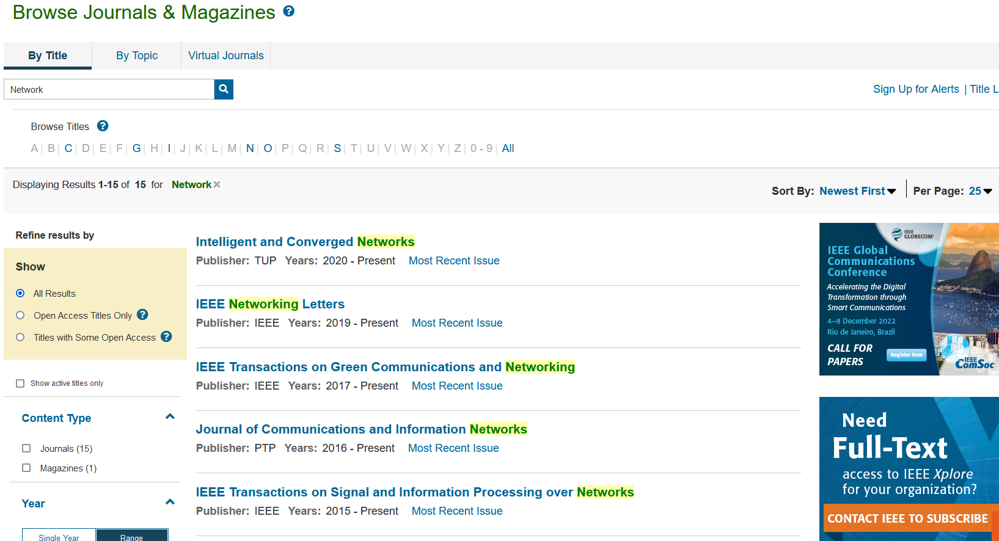 Browse Journals & Magazines
By Title By Topic Virtual Journals
Network
Sign Up for Alerts | Title L
Browse Titles
A | B | C | D | E | F | G | H | I | J | K | L | M | N | O | P | Q | R | S | T | U | V | W | X | Y | Z | 0 - 9 | All
Displaying Results 1-15 of 15 for Network
Sort By: Newest First Per Page: 25
Refine results by
Show
All Results
Open Access Titles Only
Titles with Some Open Access
Show active titles only
Content Type
Journals (15)
Magazines (1)
Year
Single Year Range
Intelligent and Converged Networks
Publisher: TUP Years: 2020 - Present Most Recent Issue
IEEE Networking Letters
Publisher: IEEE Years: 2019 - Present Most Recent Issue
IEEE Transactions on Green Communications and Networking
Publisher: IEEE Years: 2017 - Present Most Recent Issue
Journal of Communications and Information Networks
Publisher: PTP Years: 2016 - Present Most Recent Issue
IEEE Transactions on Signal and Information Processing over Networks
Publisher: IEEE Years: 2015 - Present Most Recent Issue
IEEE
GLOBECOM
IEEE Global
Communications
Conference
Accelerating the Digital
Transformation through
Smart Communications
4–8 December 2022
Rio de Janeiro, Brazil
CALL FOR
PAPERS
Register Now
IEEE
ComSoc
Need
Full-Text
access to IEEE Xplore
for your organization?
CONTACT IEEE TO SUBSCRIBE